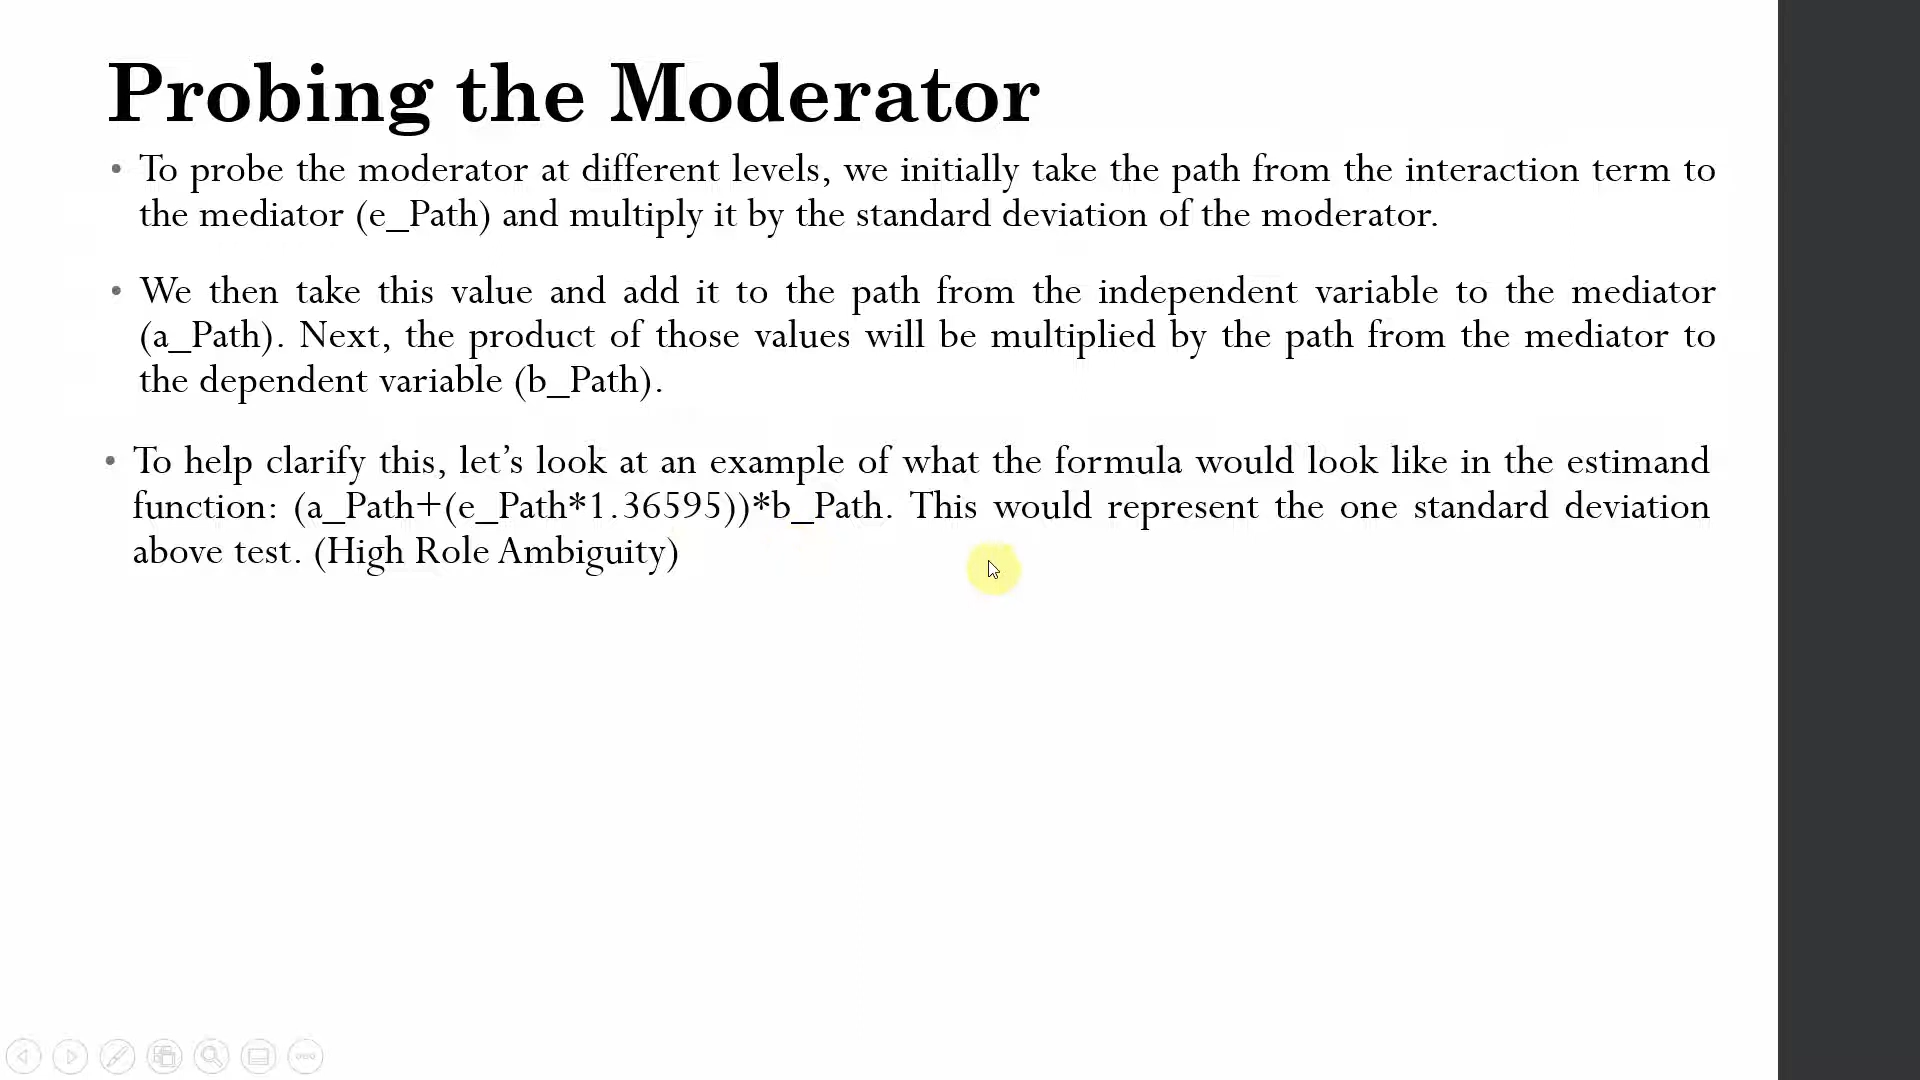 Probing the Moderator
• To probe the moderator at different levels, we initially take the path from the interaction term to
the mediator (e_Path) and multiply it by the standard deviation of the moderator.
• We then take this value and add it to the path from the independent variable to the mediator
(a_Path). Next, the product of those values will be multiplied by the path from the mediator to
the dependent variable (b_Path).
• To help clarify this, let’s look at an example of what the formula would look like in the estimand
function: (a_Path+(e_Path*1.36595))*b_Path. This would represent the one standard deviation
above test. (High Role Ambiguity)